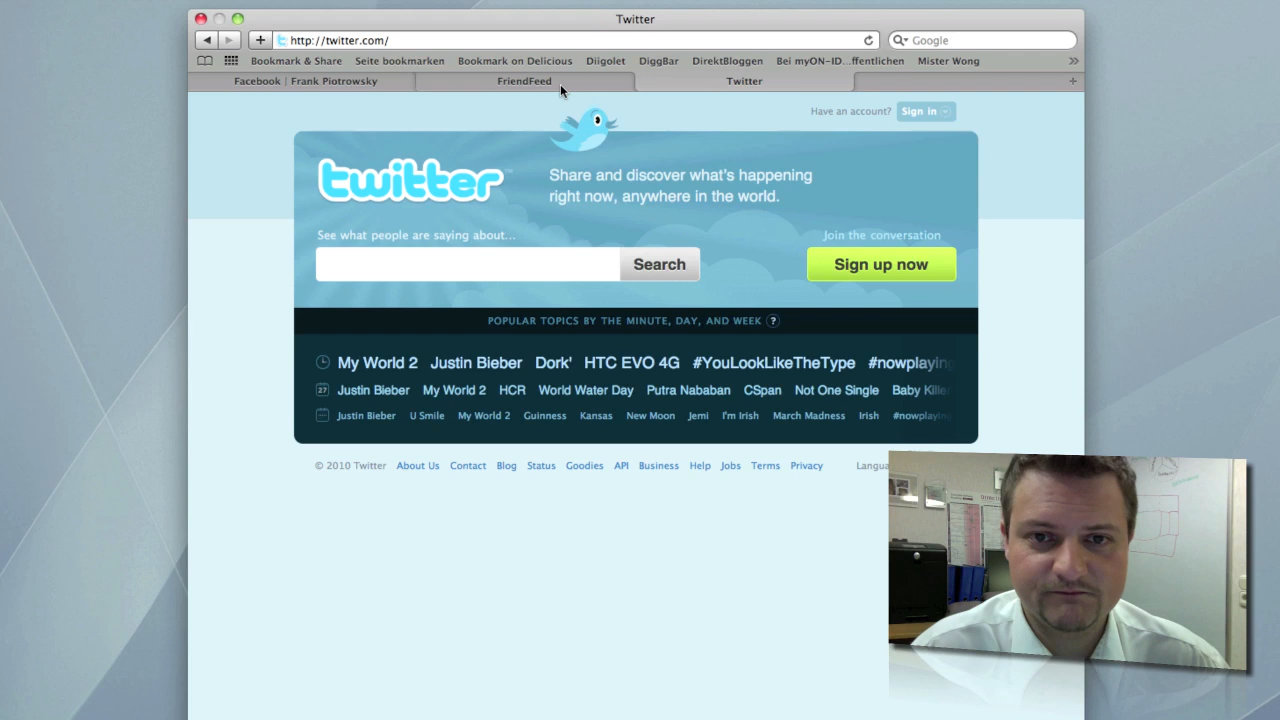 Twitter
http://twitter.com/
Google
Bookmark & Share Seite bookmarken Bookmark on Delicious Diigolet DiggBar DirektBloggen Bei myON-ID...ffentlichen Mister Wong
Facebook | Frank Piotrowsky FriendFeed Twitter
Have an account? Sign in
twitter
Share and discover what's happening
right now, anywhere in the world.
See what people are saying about...
Join the conversation
Search
Sign up now
POPULAR TOPICS BY THE MINUTE, DAY, AND WEEK ?
My World 2 Justin Bieber Dork' HTC EVO 4G #YouLookLikeTheType #nowplaying
27 Justin Bieber My World 2 HCR World Water Day Putra Nababan CSpan Not One Single Baby Kille
Justin Bieber U Smile My World 2 Guinness Kansas New Moon Jemi I'm Irish March Madness Irish #nowplaying
© 2010 Twitter About Us Contact Blog Status Goodies API Business Help Jobs Terms Privacy Langua